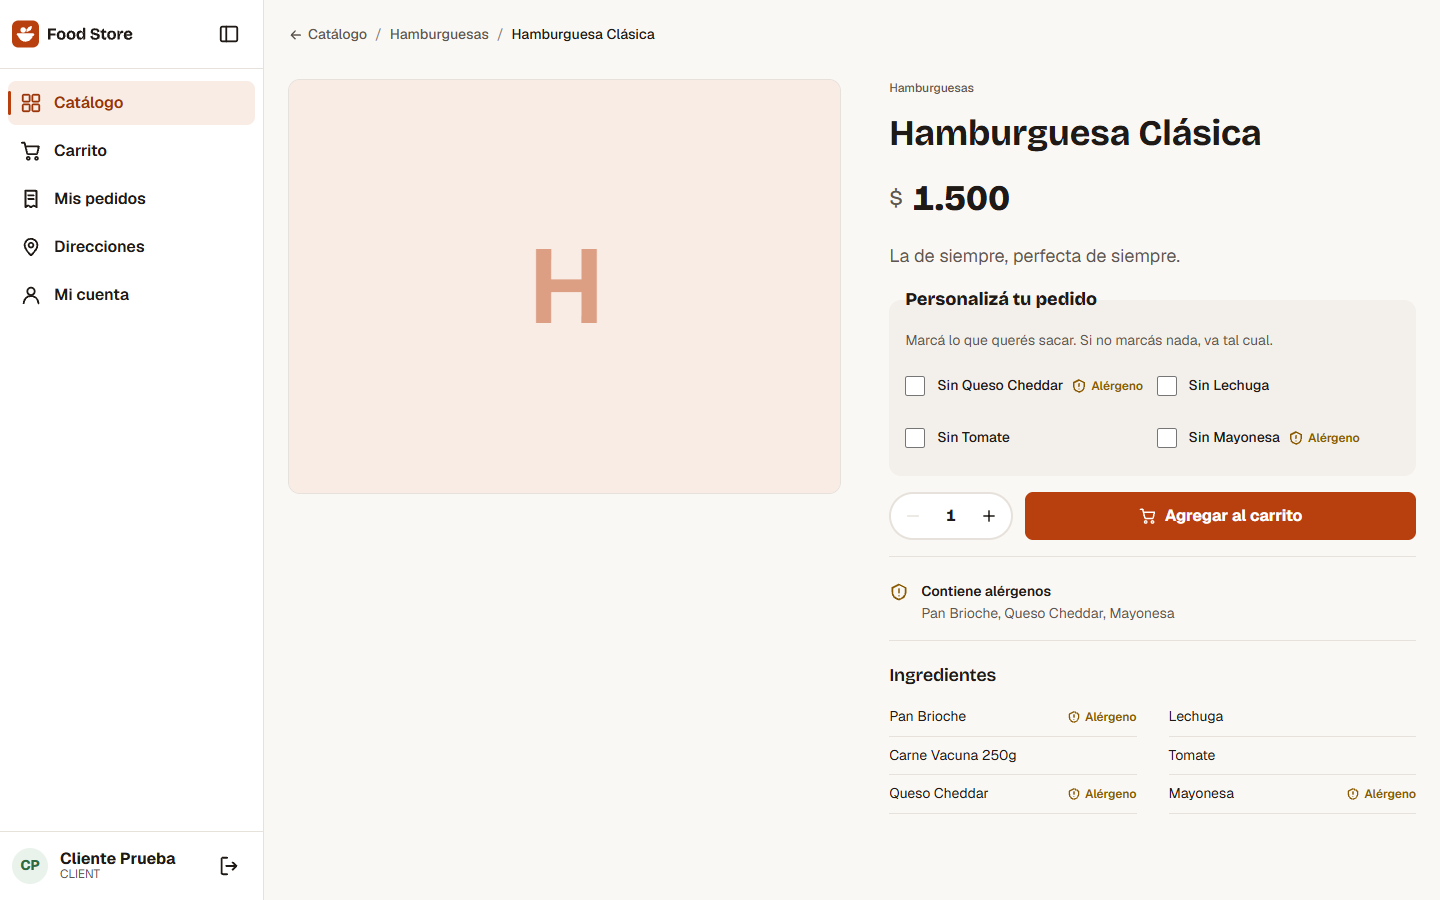 Food Store
Catálogo
Carrito
Mis pedidos
Direcciones
Mi cuenta
CP
Cliente Prueba
CLIENT
← Catálogo / Hamburguesas / Hamburguesa Clásica
H
Hamburguesas
Hamburguesa Clásica
$ 1.500
La de siempre, perfecta de siempre.
Personalizá tu pedido
Marcá lo que querés sacar. Si no marcás nada, va tal cual.
Sin Queso Cheddar Alérgeno
Sin Lechuga
Sin Tomate
Sin Mayonesa Alérgeno
— 1 +
Agregar al carrito
Contiene alérgenos
Pan Brioche, Queso Cheddar, Mayonesa
Ingredientes
Pan Brioche Alérgeno
Lechuga
Carne Vacuna 250g
Tomate
Queso Cheddar Alérgeno
Mayonesa Alérgeno